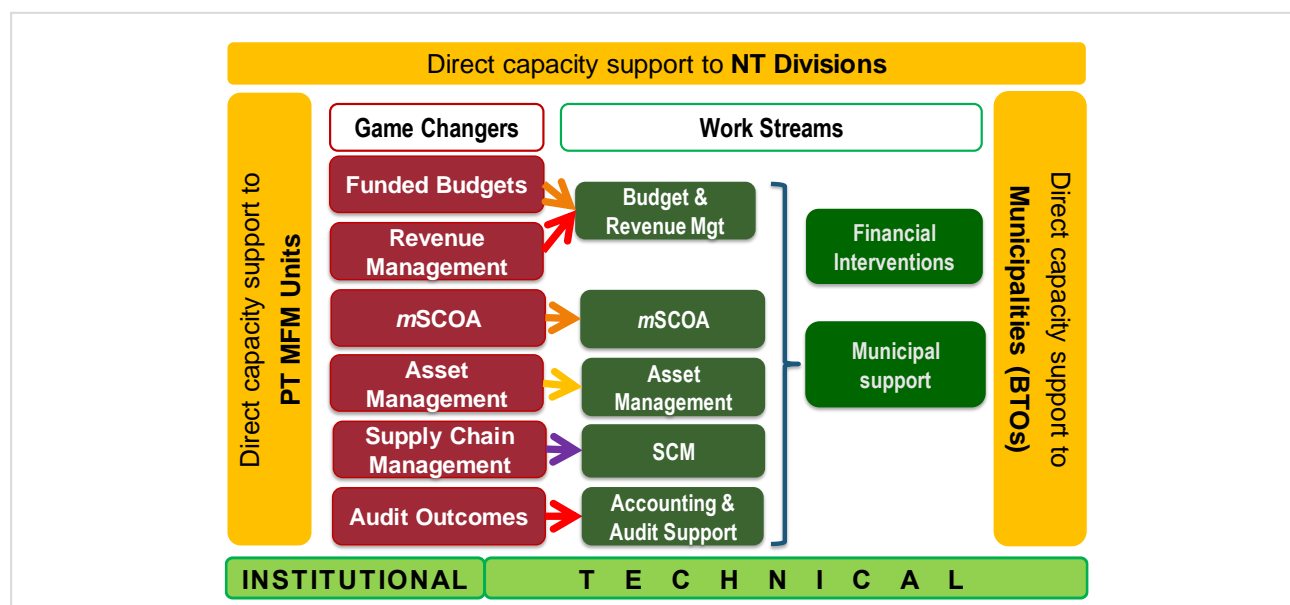 Direct capacity support to NT Divisions
Direct capacity support to
PT MFM Units
Game Changers
Work Streams
Funded Budgets
Revenue
Management
mSCOA
Asset
Management
Supply Chain
Management
Audit Outcomes
Budget &
Revenue Mgt
mSCOA
Asset
Management
SCM
Accounting &
Audit Support
Financial
Interventions
Municipal
support
Direct capacity support to
Municipalities (BTOs)
INSTITUTIONAL
T E C H N I C A L